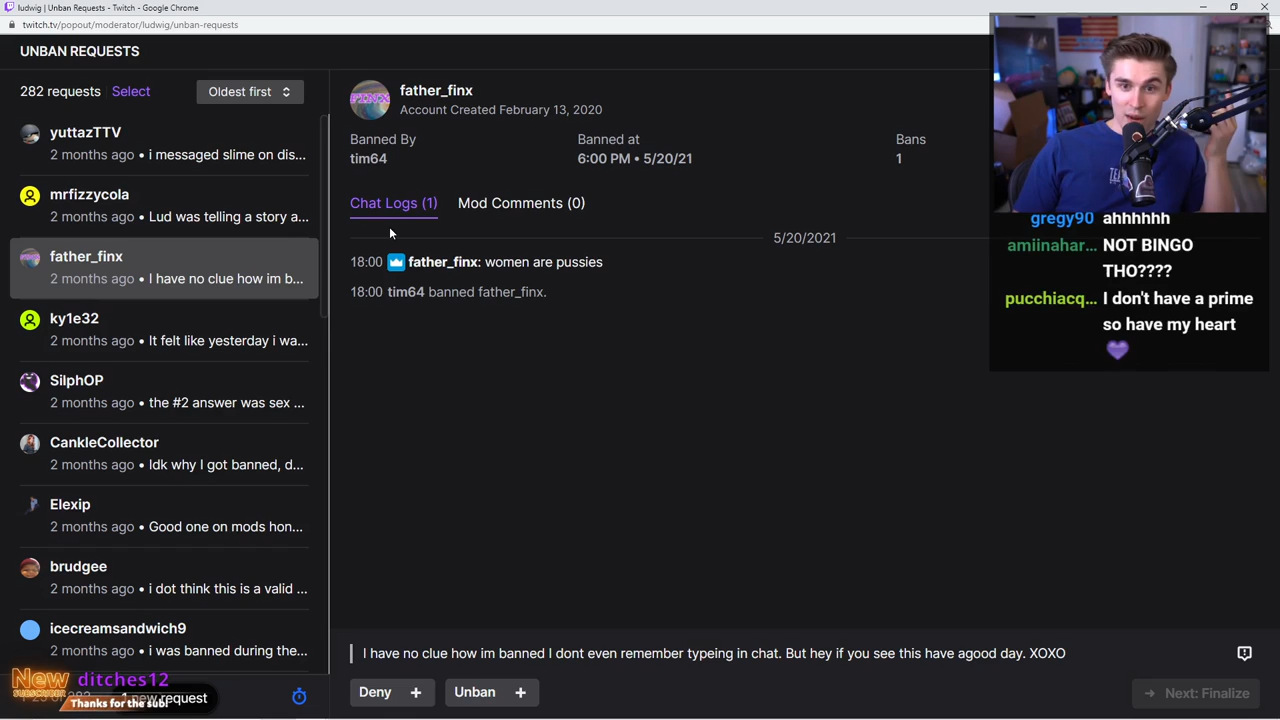 ludwig | Unban Requests - Twitch - Google Chrome
twitch.tv/popout/moderator/ludwig/unban-requests
UNBAN REQUESTS
282 requests Select Oldest first
yuttazTTV
2 months ago • i messaged slime on dis...
mrfizzycola
2 months ago • Lud was telling a story a...
father_finx
2 months ago • I have no clue how im b...
ky1e32
2 months ago • It felt like yesterday i wa...
SilphOP
2 months ago • the #2 answer was sex ...
CankleCollector
2 months ago • Idk why I got banned, d...
Elexip
2 months ago • Good one on mods hon...
brudgee
2 months ago • i dot think this is a valid ...
icecreamsandwich9
2 months ago • i was banned during the...
New ditches12
SUBSCRIBER
Thanks for the sub!
1 new request
father_finx
Account Created February 13, 2020
Banned By Banned at Bans
tim64 6:00 PM • 5/20/21 1
Chat Logs (1) Mod Comments (0)
5/20/2021
18:00 father_finx: women are pussies
18:00 tim64 banned father_finx.
I have no clue how im banned I dont even remember typing in chat. But hey if you see this have agood day. XOXO
Deny + Unban + Next: Finalize
gregy90 ahhhhhh
amiinahar... NOT BINGO
THO????
pucchiacq... I don't have a prime
so have my heart